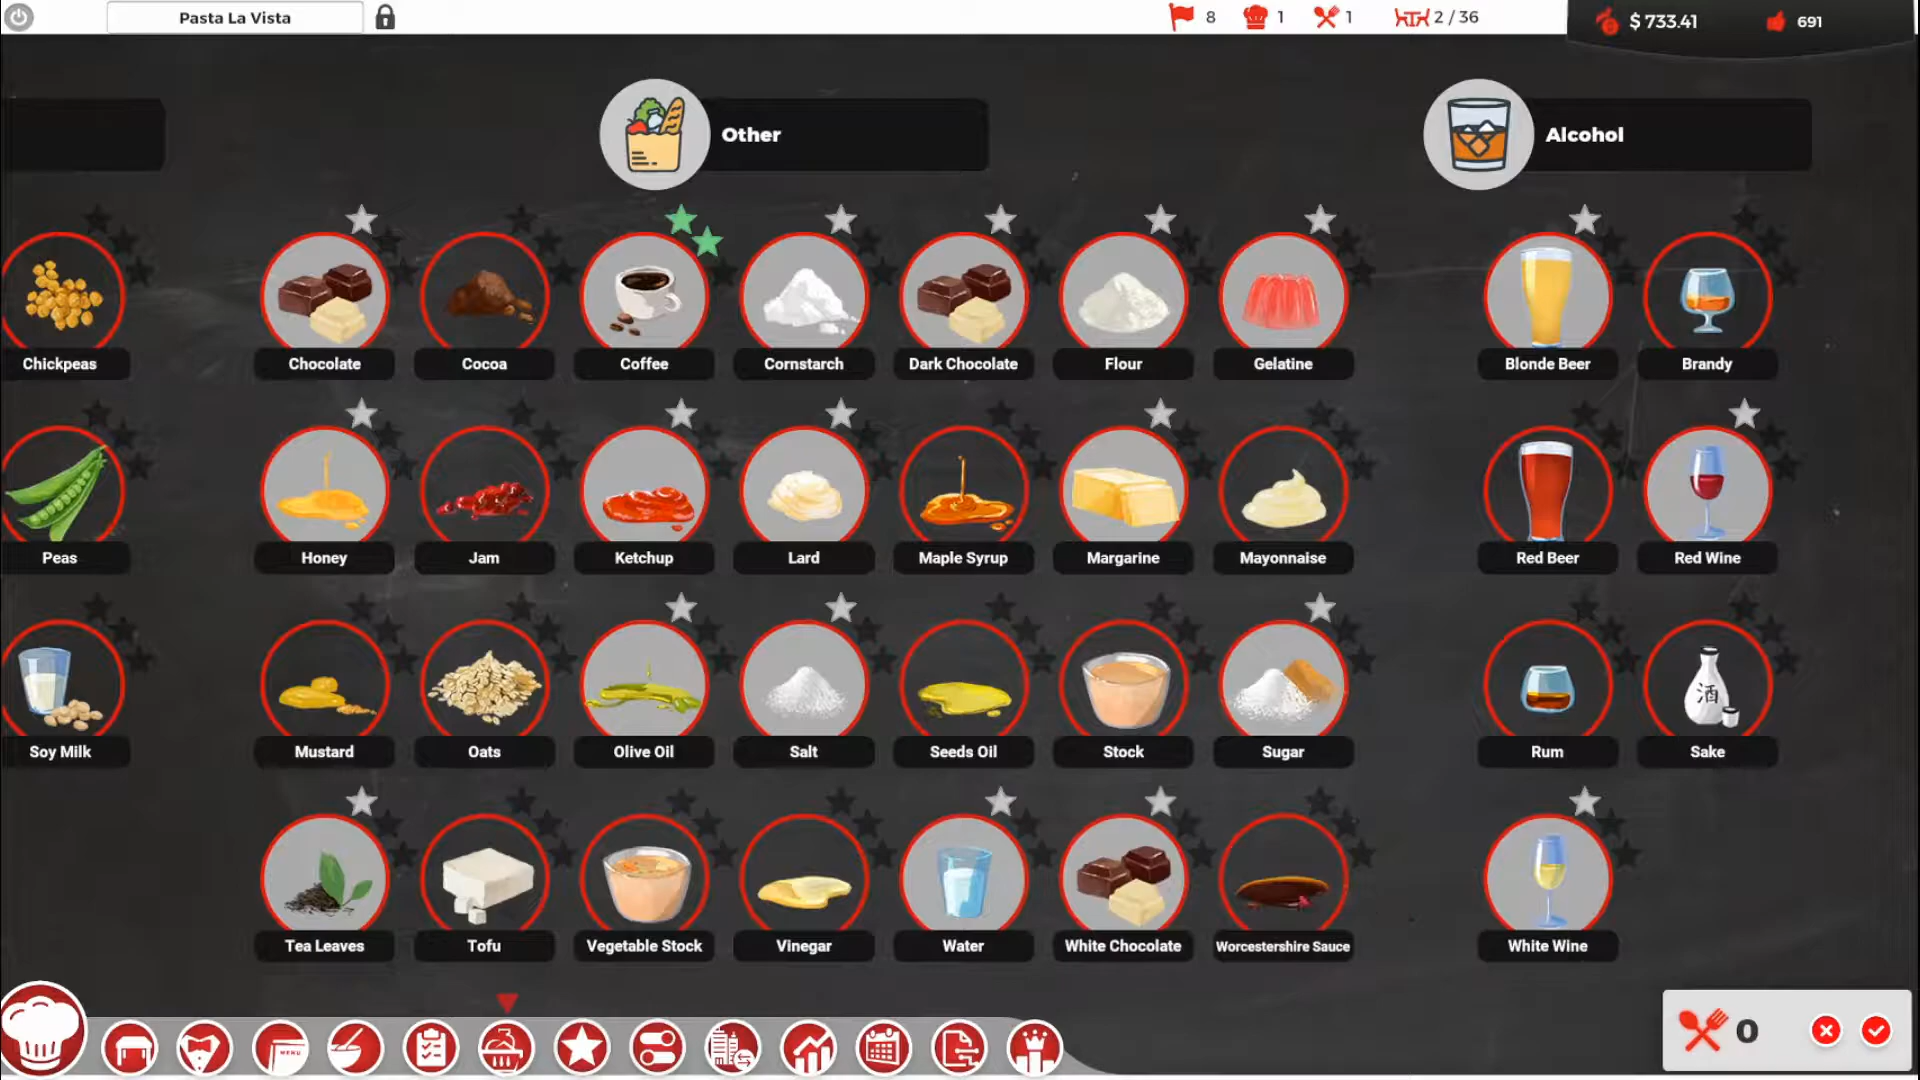 Pasta La Vista
8
1
1
2 / 36
$ 733.41
691
Other
Alcohol
Chickpeas
Chocolate
Cocoa
Coffee
Cornstarch
Dark Chocolate
Flour
Gelatine
Blonde Beer
Brandy
Peas
Honey
Jam
Ketchup
Lard
Maple Syrup
Margarine
Mayonnaise
Red Beer
Red Wine
酒
Soy Milk
Mustard
Oats
Olive Oil
Salt
Seeds Oil
Stock
Sugar
Rum
Sake
Tea Leaves
Tofu
Vegetable Stock
Vinegar
Water
White Chocolate
Worcestershire Sauce
White Wine
MENU
0